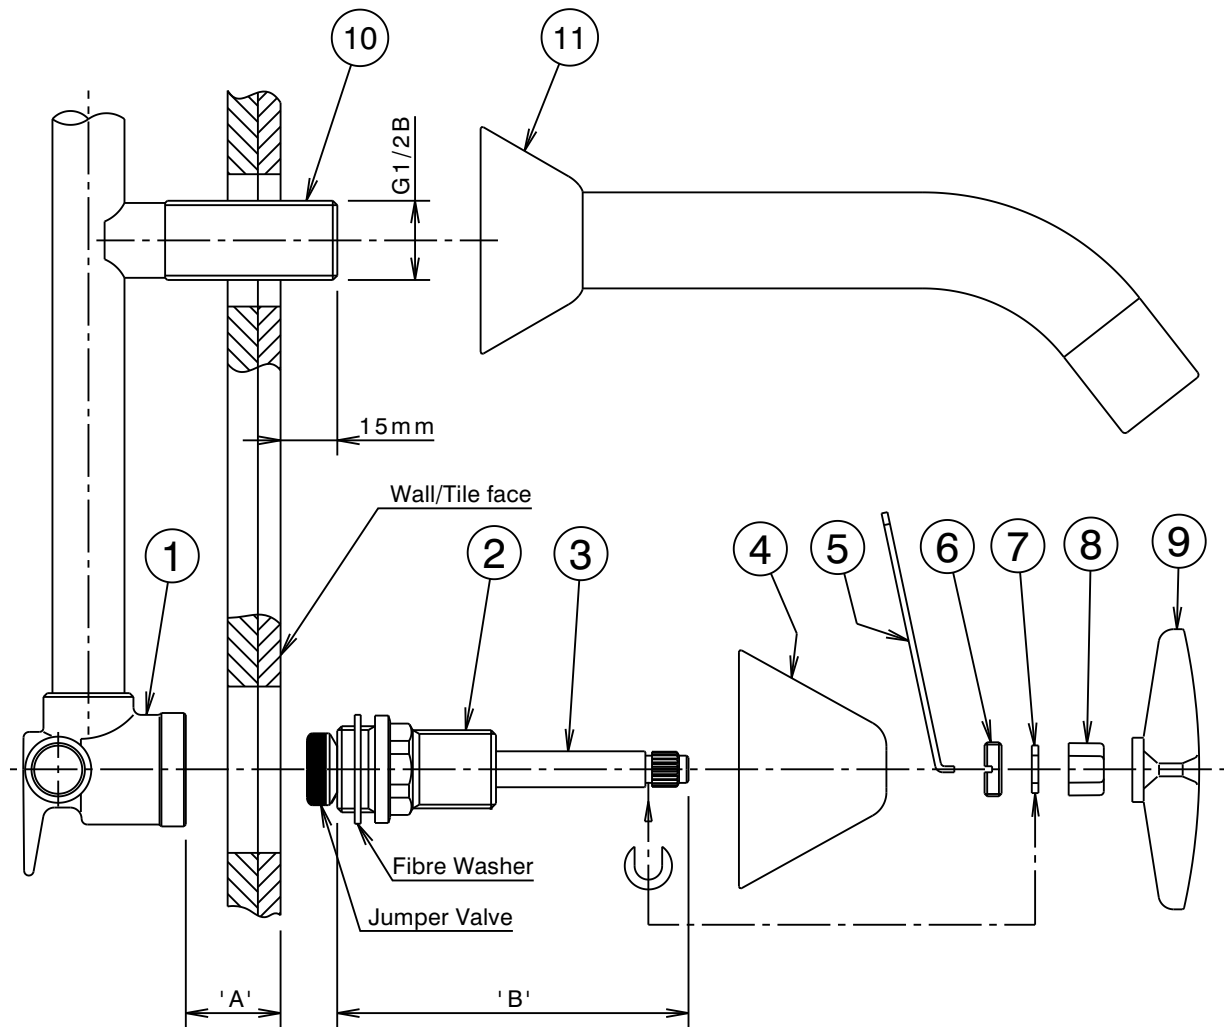 10
11
G1/2B
15mm
Wall/Tile face
1
2
3
4
5
6
7
8
9
Fibre Washer
Jumper Valve
'A'
'B'